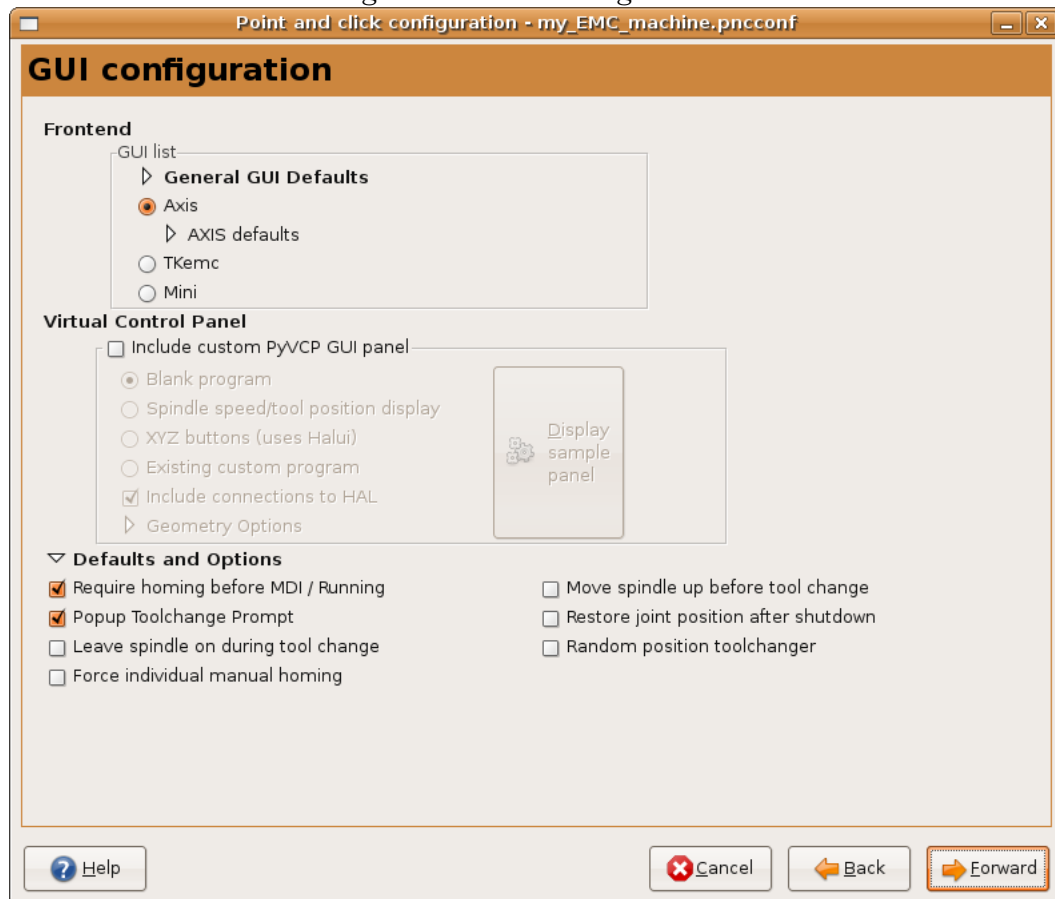 Point and click configuration - my_EMC_machine.pncconf
GUI configuration
Frontend
GUI list
General GUI Defaults
Axis
AXIS defaults
TKemc
Mini
Virtual Control Panel
Include custom PyVCP GUI panel
Blank program
Spindle speed/tool position display
XYZ buttons (uses Halui)
Existing custom program
Include connections to HAL
Geometry Options
Display
sample
panel
Defaults and Options
Require homing before MDI / Running
Popup Toolchange Prompt
Leave spindle on during tool change
Force individual manual homing
Move spindle up before tool change
Restore joint position after shutdown
Random position toolchanger
Help
Cancel
Back
Forward